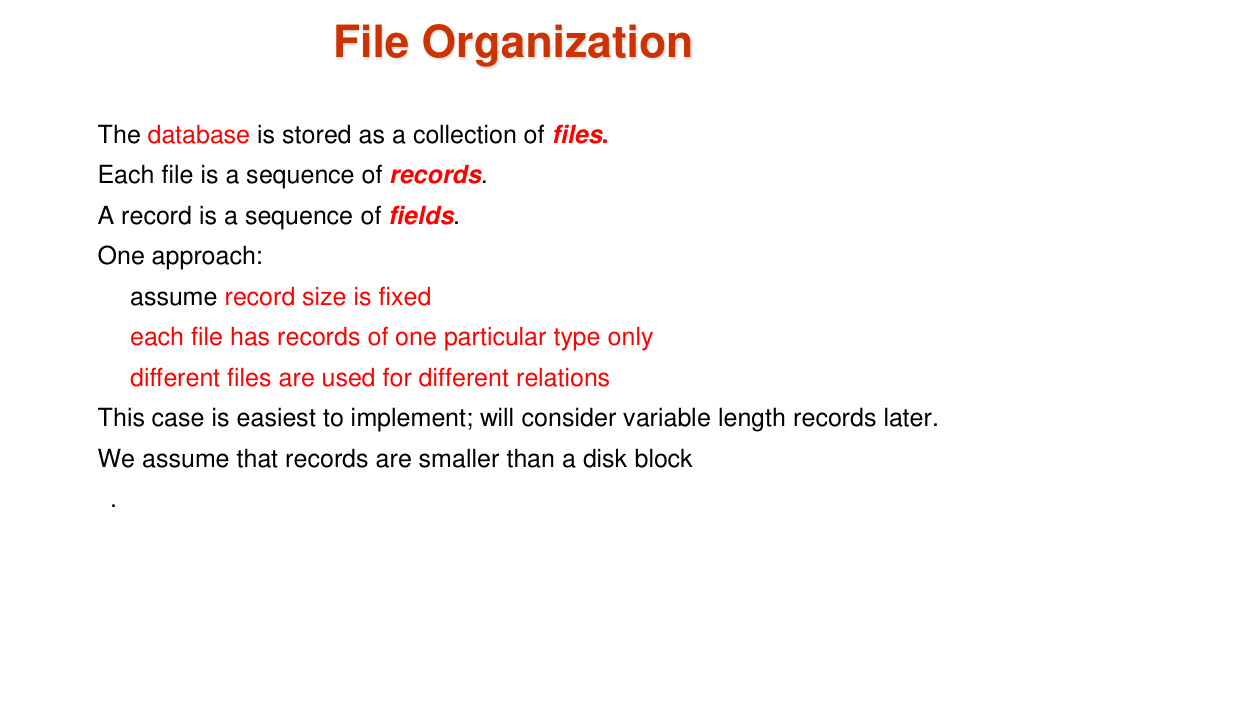 File Organization
The database is stored as a collection of files.
Each file is a sequence of records.
A record is a sequence of fields.
One approach:
assume record size is fixed
each file has records of one particular type only
different files are used for different relations
This case is easiest to implement; will consider variable length records later.
We assume that records are smaller than a disk block
.